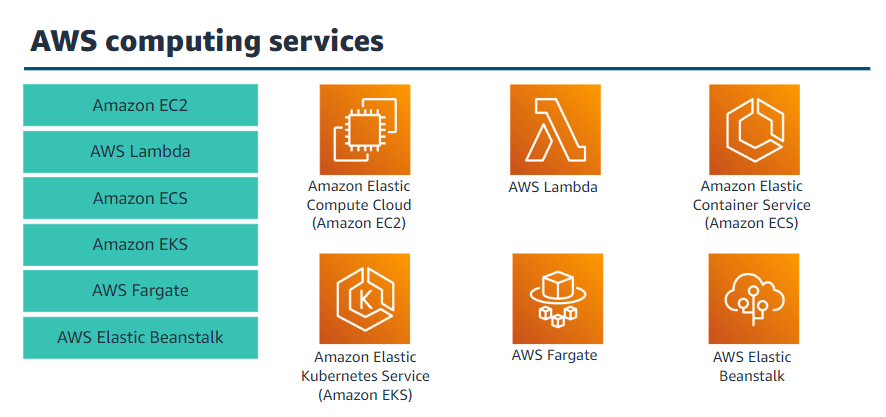 AWS computing services
Amazon EC2
AWS Lambda
Amazon ECS
Amazon EKS
AWS Fargate
AWS Elastic Beanstalk
Amazon Elastic
Compute Cloud
(Amazon EC2)
AWS Lambda
Amazon Elastic
Container Service
(Amazon ECS)
K
Amazon Elastic
Kubernetes Service
(Amazon EKS)
AWS Fargate
AWS Elastic
Beanstalk